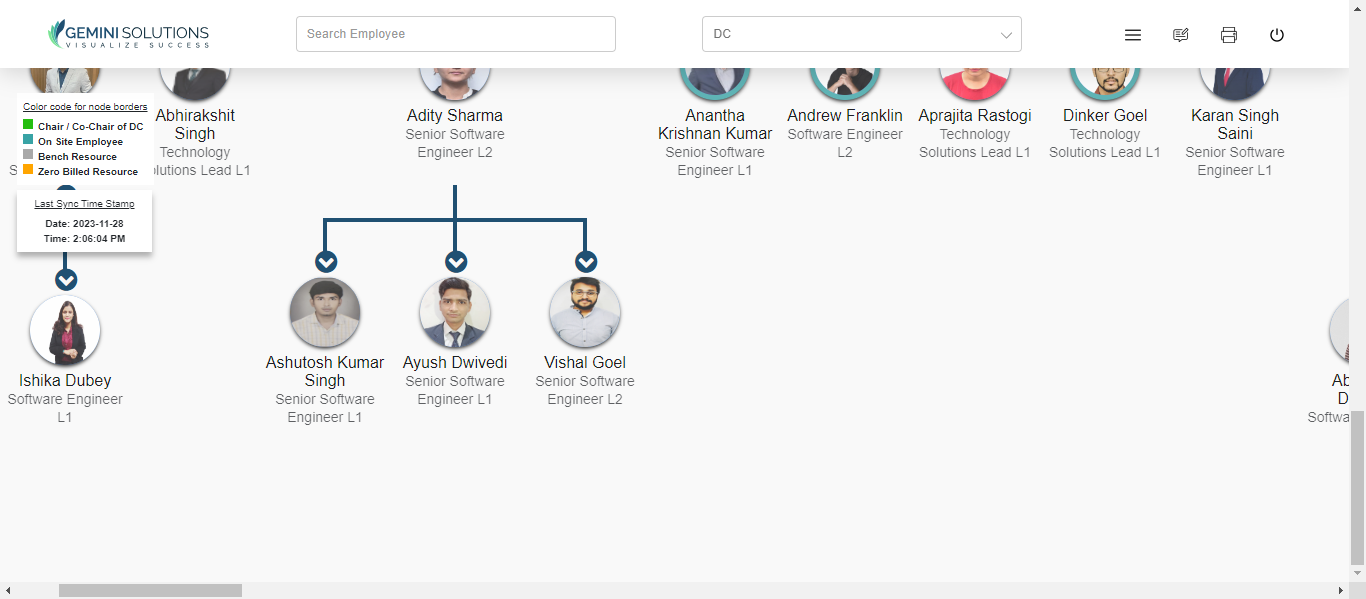 GEMINI SOLUTIONS
VISUALIZE SUCCESS
Search Employee
DC
Color code for node borders
Chair / Co-Chair of DC
On Site Employee
Bench Resource
Zero Billed Resource
Last Sync Time Stamp
Date: 2023-11-28
Time: 2:06:04 PM
S
Abhirakshit
Singh
Technology
olutions Lead L1
Adity Sharma
Senior Software
Engineer L2
Anantha
Krishnan Kumar
Senior Software
Engineer L1
Andrew Franklin
Software Engineer
L2
Aprajita Rastogi
Technology
Solutions Lead L1
Dinker Goel
Technology
Solutions Lead L1
Karan Singh
Saini
Senior Software
Engineer L1
Ishika Dubey
Software Engineer
L1
Ashutosh Kumar
Singh
Senior Software
Engineer L1
Ayush Dwivedi
Senior Software
Engineer L1
Vishal Goel
Senior Software
Engineer L2
Ab
D
Softwa